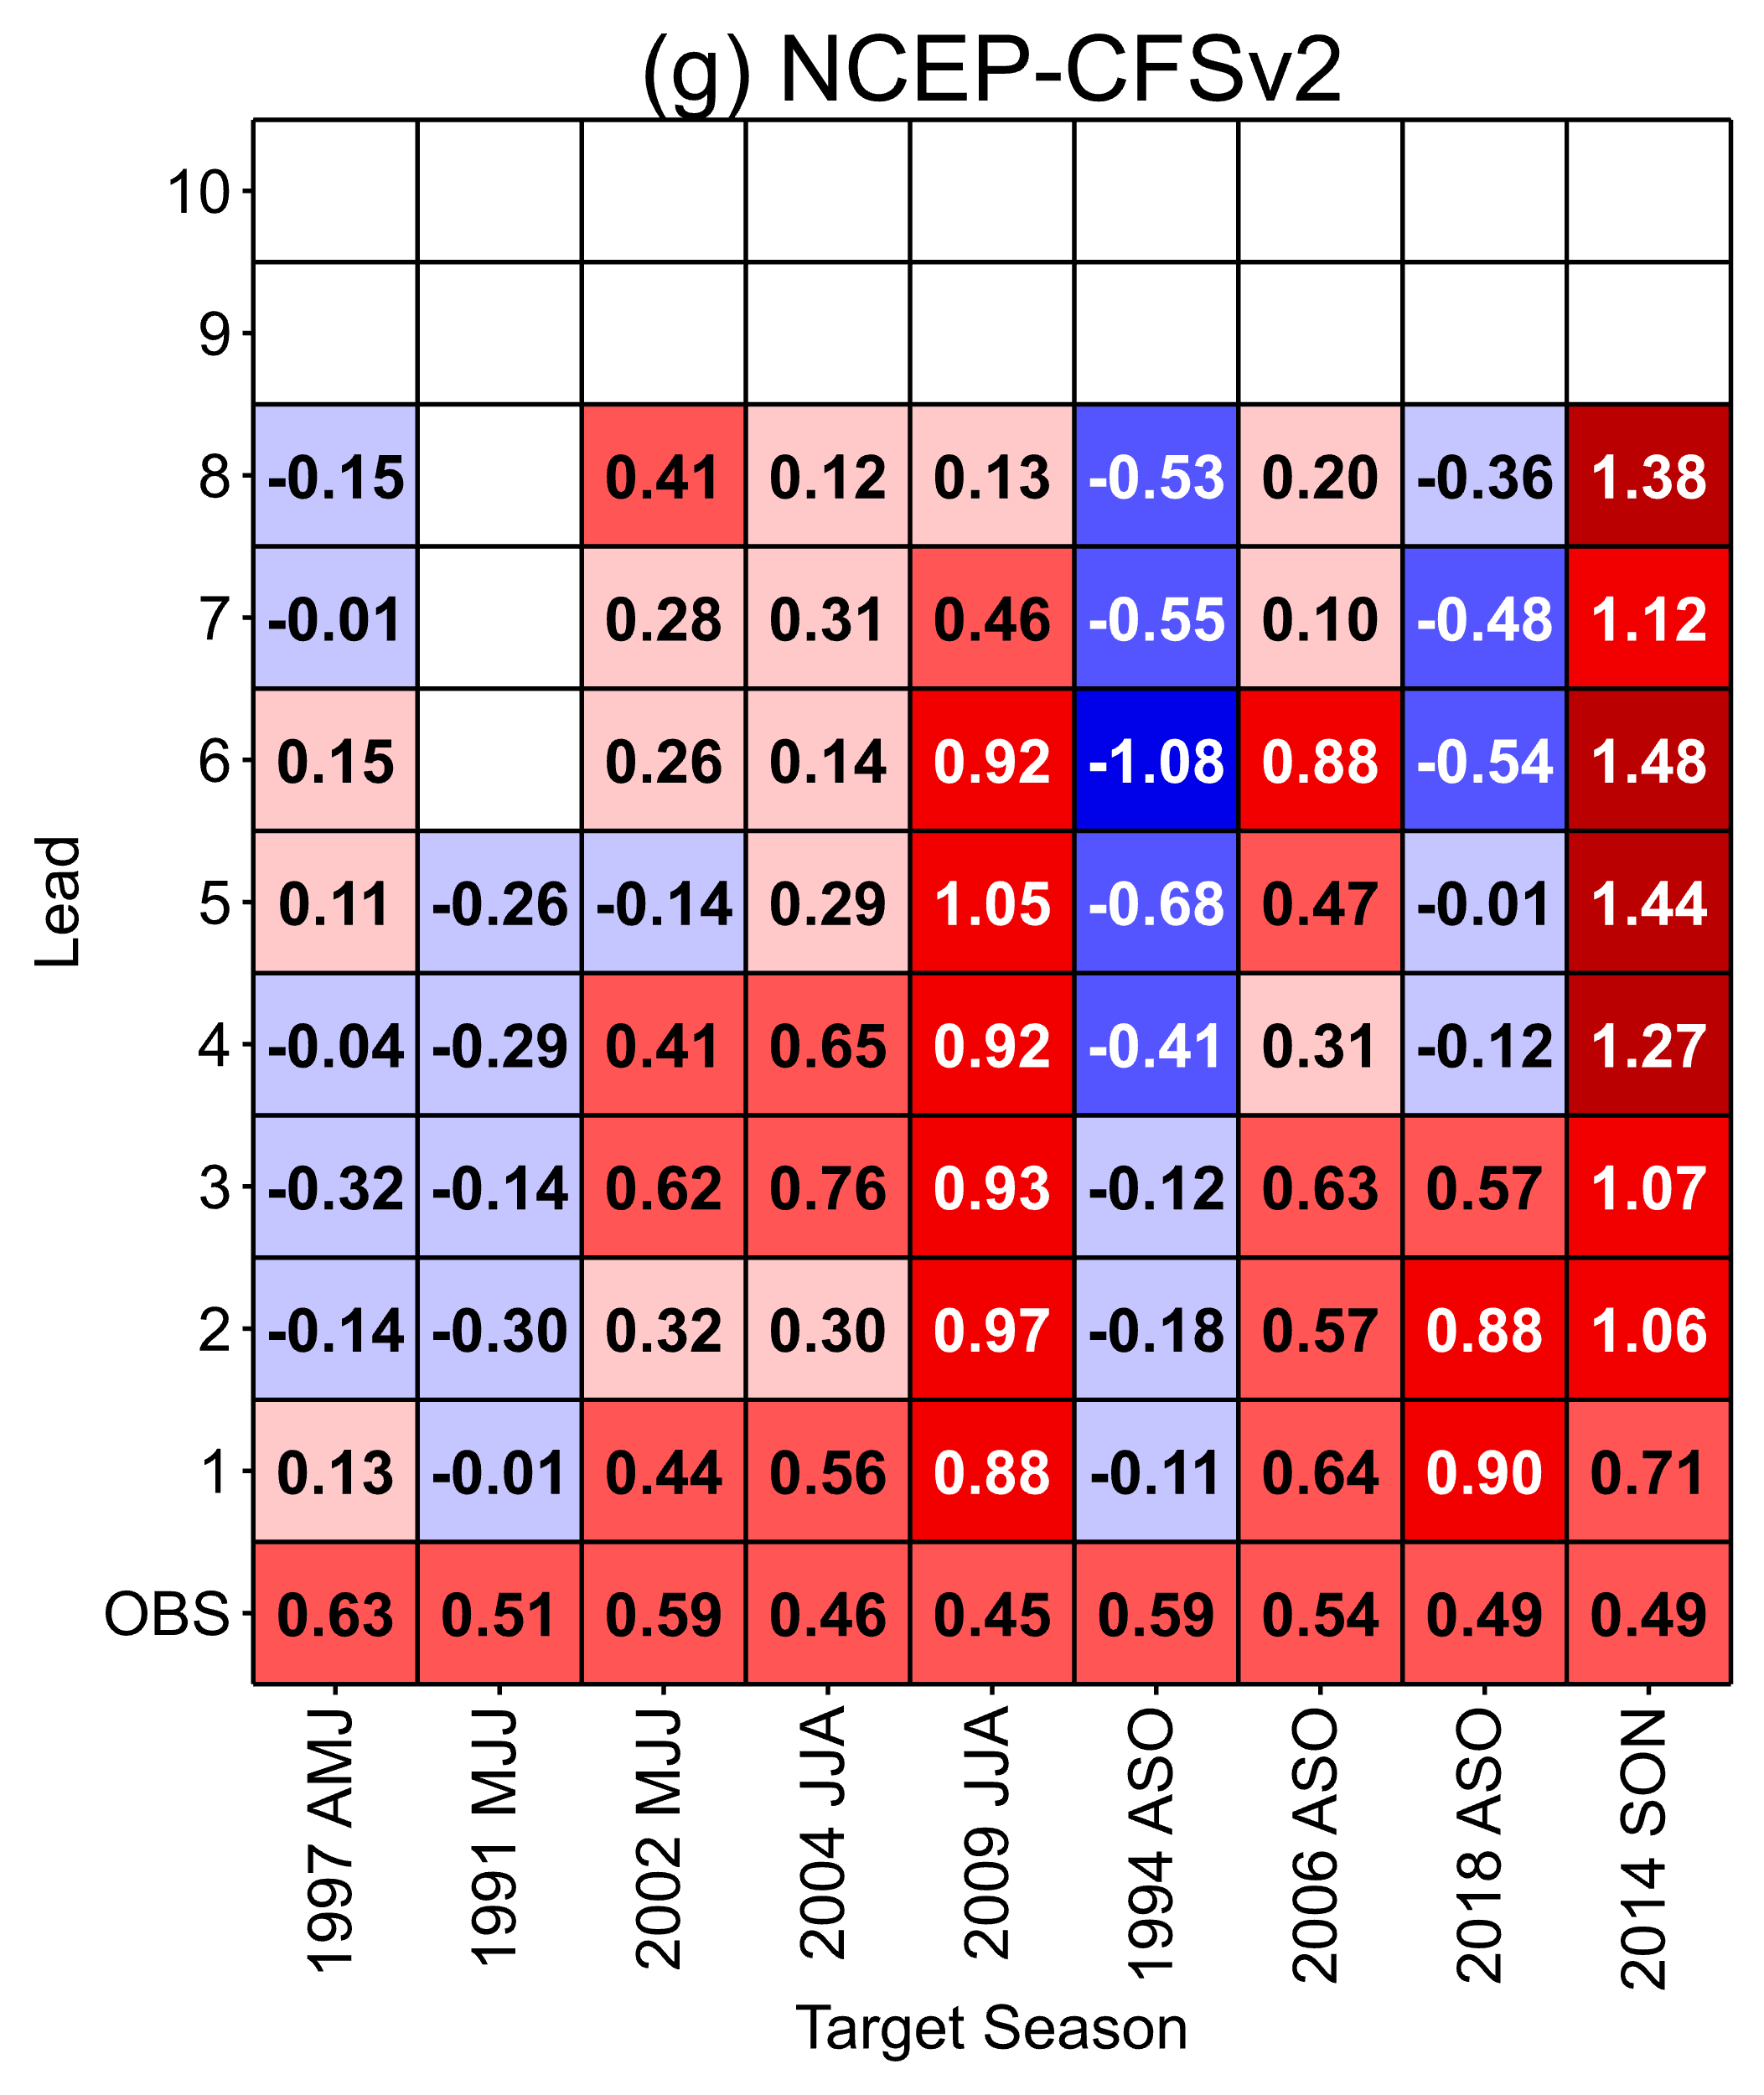 (g) NCEP-CFSv2
10
9
8 -0.15 0.41 0.12 0.13 -0.53 0.20 -0.36 1.38
7 -0.01 0.28 0.31 0.46 -0.55 0.10 -0.48 1.12
6 0.15 0.26 0.14 0.92 -1.08 0.88 -0.54 1.48
5 0.11 -0.26 -0.14 0.29 1.05 -0.68 0.47 -0.01 1.44
4 -0.04 -0.29 0.41 0.65 0.92 -0.41 0.31 -0.12 1.27
3 -0.32 -0.14 0.62 0.76 0.93 -0.12 0.63 0.57 1.07
2 -0.14 -0.30 0.32 0.30 0.97 -0.18 0.57 0.88 1.06
1 0.13 -0.01 0.44 0.56 0.88 -0.11 0.64 0.90 0.71
OBS 0.63 0.51 0.59 0.46 0.45 0.59 0.54 0.49 0.49
Lead
1997 AMJ
1991 MJJ
2002 MJJ
2004 JJA
2009 JJA
1994 ASO
2006 ASO
2018 ASO
2014 SON
Target Season